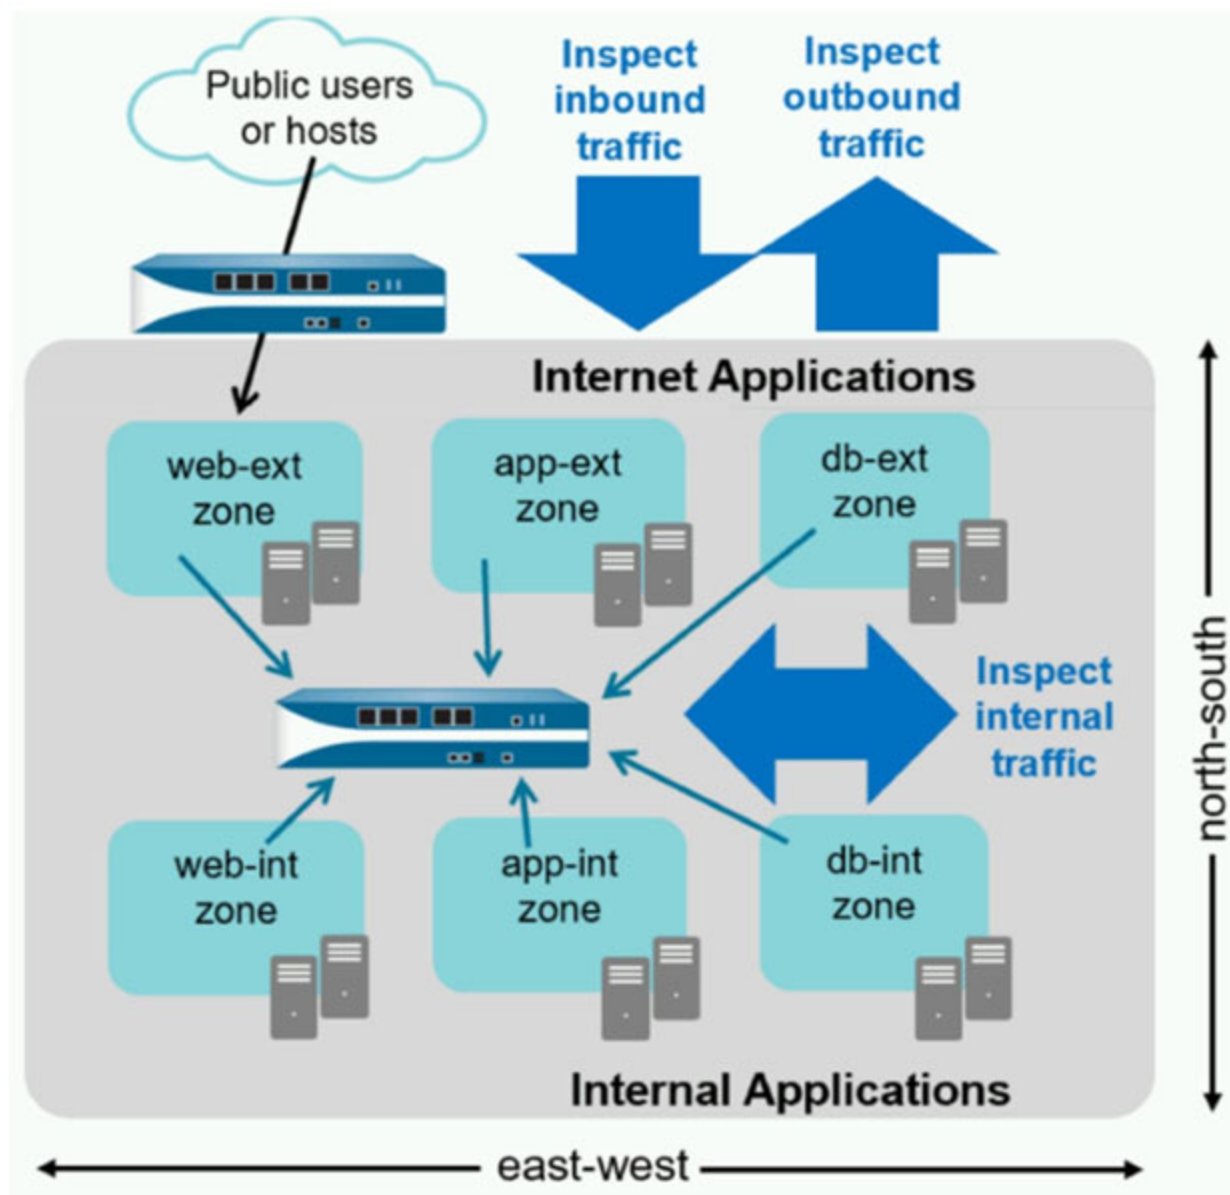 Public users
or hosts
Inspect
inbound
traffic
Inspect
outbound
traffic
Internet Applications
web-ext
zone
app-ext
zone
db-ext
zone
Inspect
internal
traffic
north-south
web-int
zone
app-int
zone
db-int
zone
Internal Applications
east-west